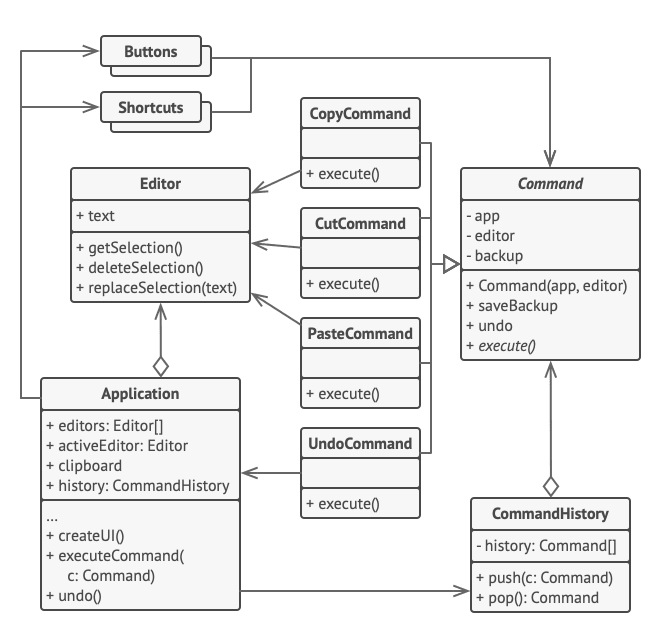 Buttons
Shortcuts
CopyCommand
+ execute()
Editor
+ text
+ getSelection()
+ deleteSelection()
+ replaceSelection(text)
CutCommand
+ execute()
Command
- app
- editor
- backup
+ Command(app, editor)
+ saveBackup
+ undo
+ execute()
PasteCommand
+ execute()
Application
+ editors: Editor[]
+ activeEditor: Editor
+ clipboard
+ history: CommandHistory
...
+ createUI()
+ executeCommand(
c: Command)
+ undo()
UndoCommand
+ execute()
CommandHistory
- history: Command[]
+ push(c: Command)
+ pop(): Command